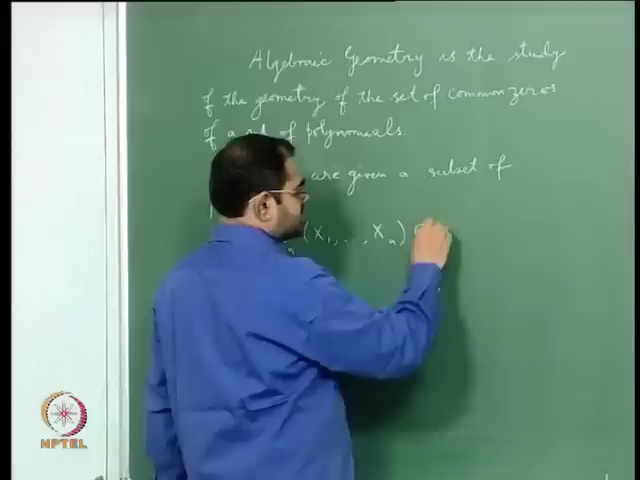 Algebraic Geometry is the study
of the geometry of the set of common zeros
of a set of polynomials.
are given a subset of
n (X1, .., Xn)
NPTEL